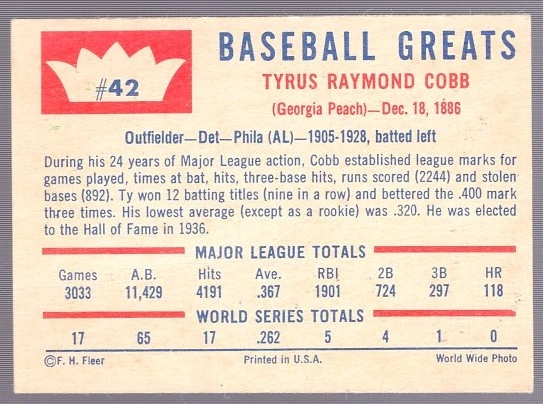 #42
BASEBALL GREATS
TYRUS RAYMOND COBB
(Georgia Peach)—Dec. 18, 1886
Outfielder—Det—Phila (AL)—1905-1928, batted left
During his 24 years of Major League action, Cobb established league marks for
games played, times at bat, hits, three-base hits, runs scored (2244) and stolen
bases (892). Ty won 12 batting titles (nine in a row) and bettered the .400 mark
three times. His lowest average (except as a rookie) was .320. He was elected
to the Hall of Fame in 1936.
MAJOR LEAGUE TOTALS
Games A.B. Hits Ave. RBI 2B 3B HR
3033 11,429 4191 .367 1901 724 297 118
WORLD SERIES TOTALS
17 65 17 .262 5 4 1 0
©F. H. Fleer Printed in U.S.A. World Wide Photo